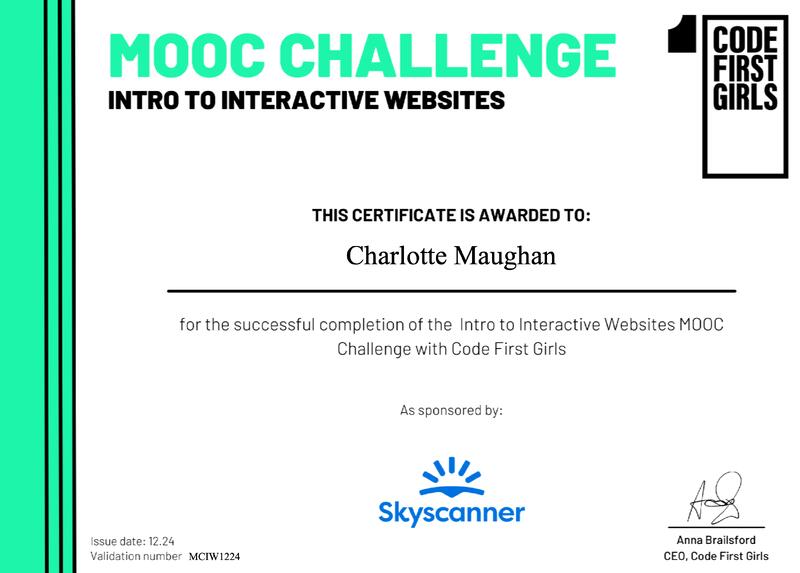 MOOC CHALLENGE
INTRO TO INTERACTIVE WEBSITES
CODE
FIRST
GIRLS
THIS CERTIFICATE IS AWARDED TO:
Charlotte Maughan
for the successful completion of the Intro to Interactive Websites MOOC
Challenge with Code First Girls
As sponsored by:
Skyscanner
Issue date: 12.24
Validation number MCIW1224
Anna Brailsford
CEO, Code First Girls